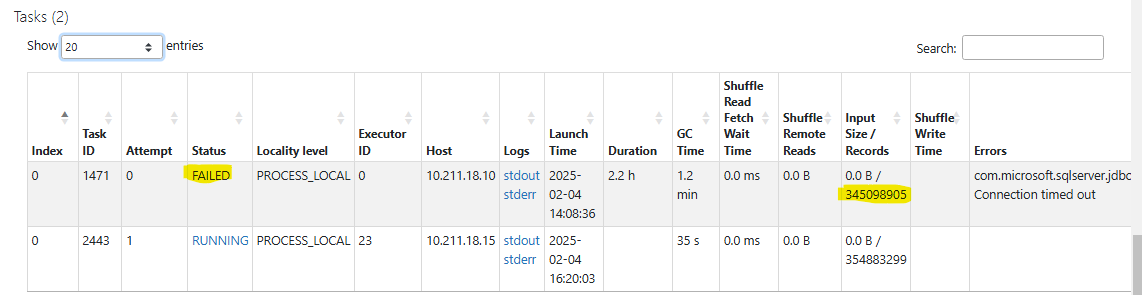 Tasks (2)
Show 20 entries
Search:
Index
Task
ID
Attempt
Status
Locality level
Executor
ID
Host
Logs
Launch
Time
Duration
GC
Time
Shuffle
Read
Fetch
Wait
Time
Shuffle
Remote
Reads
Input
Size /
Records
Shuffle
Write
Time
Errors
0
1471
0
FAILED
PROCESS_LOCAL
0
10.211.18.10
stdout
stderr
2025-
02-04
14:08:36
2.2 h
1.2
min
0.0 ms
0.0 B
0.0 B /
345098905
com.microsoft.sqlserver.jdbc
Connection timed out
0
2443
1
RUNNING
PROCESS_LOCAL
23
10.211.18.15
stdout
stderr
2025-
02-04
16:20:03
35 s
0.0 ms
0.0 B
0.0 B /
354883299